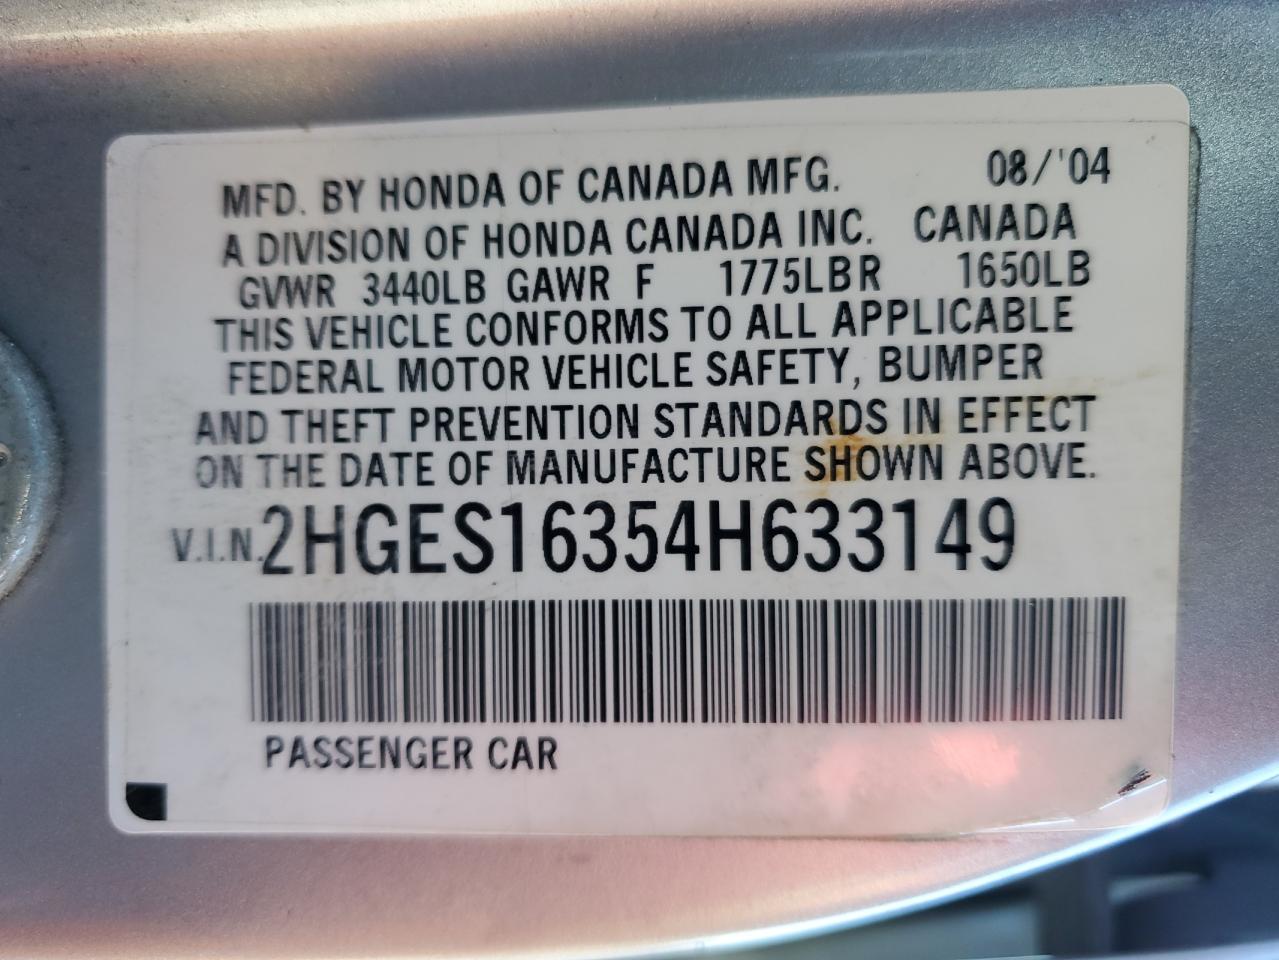 MFD. BY HONDA OF CANADA MFG. 08/'04
A DIVISION OF HONDA CANADA INC. CANADA
GVWR 3440LB GAWR F 1775LBR 1650LB
THIS VEHICLE CONFORMS TO ALL APPLICABLE
FEDERAL MOTOR VEHICLE SAFETY, BUMPER
AND THEFT PREVENTION STANDARDS IN EFFECT
ON THE DATE OF MANUFACTURE SHOWN ABOVE.
V.I.N. 2HGES16354H633149
PASSENGER CAR